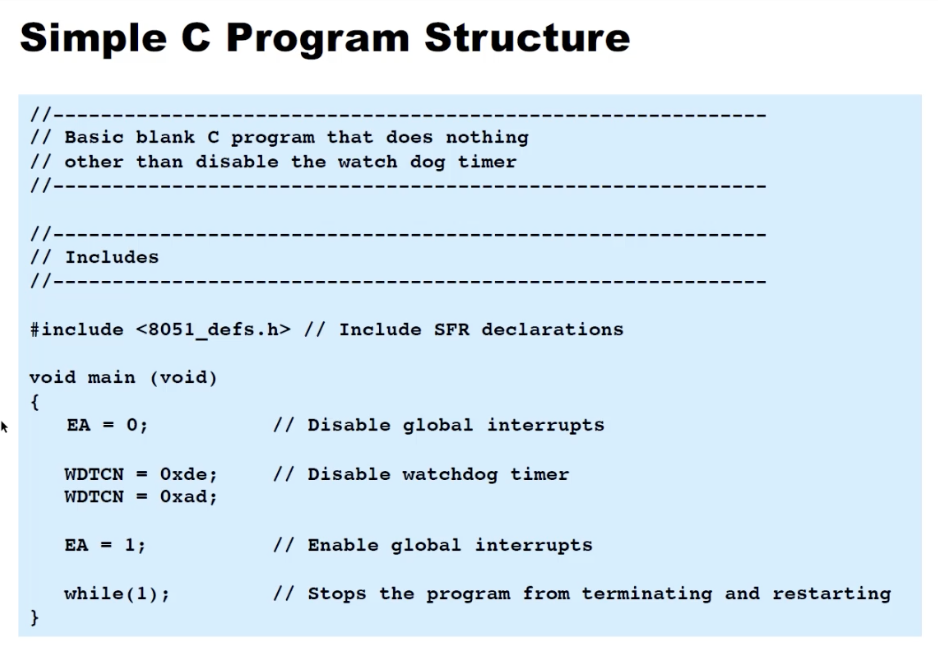 Simple C Program Structure
//------------------------------------------------------------
// Basic blank C program that does nothing
// other than disable the watch dog timer
//------------------------------------------------------------
//------------------------------------------------------------
// Includes
//------------------------------------------------------------
#include <8051_defs.h> // Include SFR declarations
void main (void)
{
EA = 0; // Disable global interrupts
WDTCN = 0xde; // Disable watchdog timer
WDTCN = 0xad;
EA = 1; // Enable global interrupts
while(1); // Stops the program from terminating and restarting
}